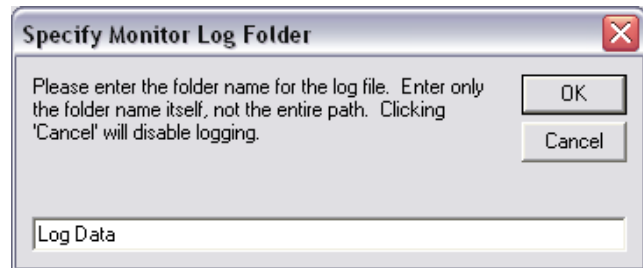 Specify Monitor Log Folder
Please enter the folder name for the log file.  Enter only
the folder name itself, not the entire path.  Clicking
'Cancel' will disable logging.
OK
Cancel
Log Data